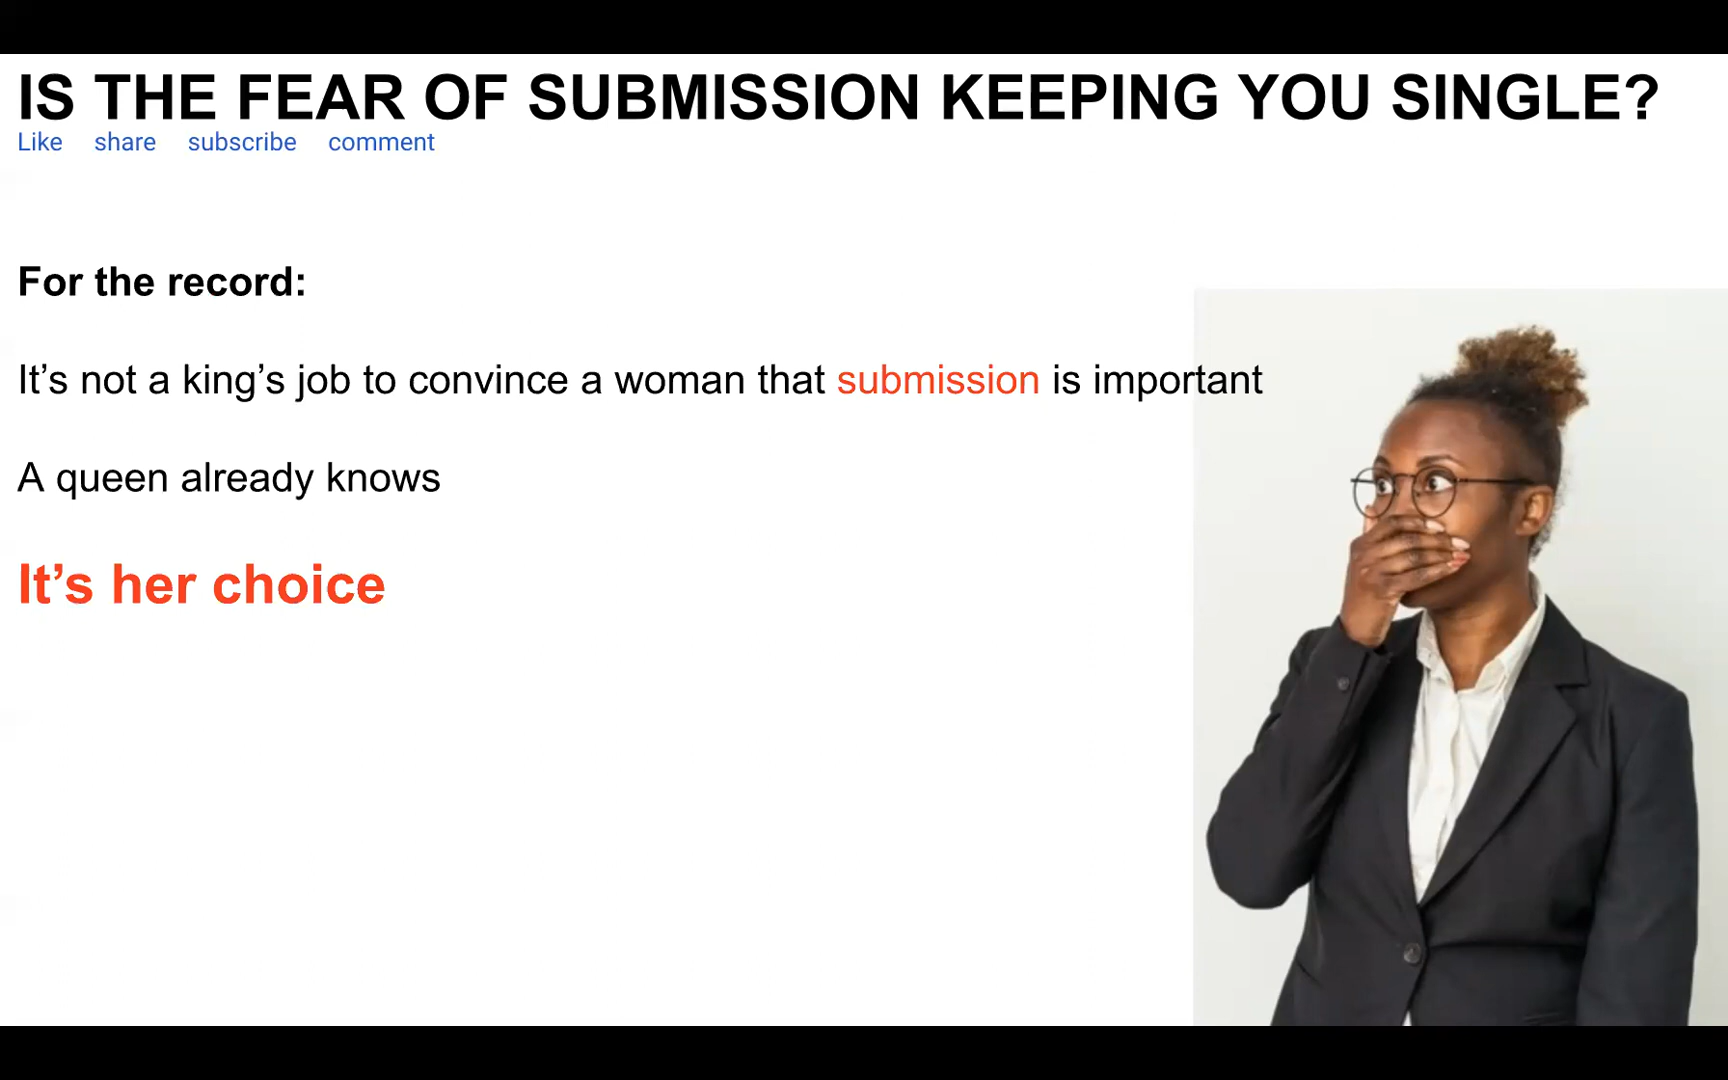 IS THE FEAR OF SUBMISSION KEEPING YOU SINGLE?
Like share subscribe comment
For the record:
It’s not a king’s job to convince a woman that submission is important
A queen already knows
It’s her choice